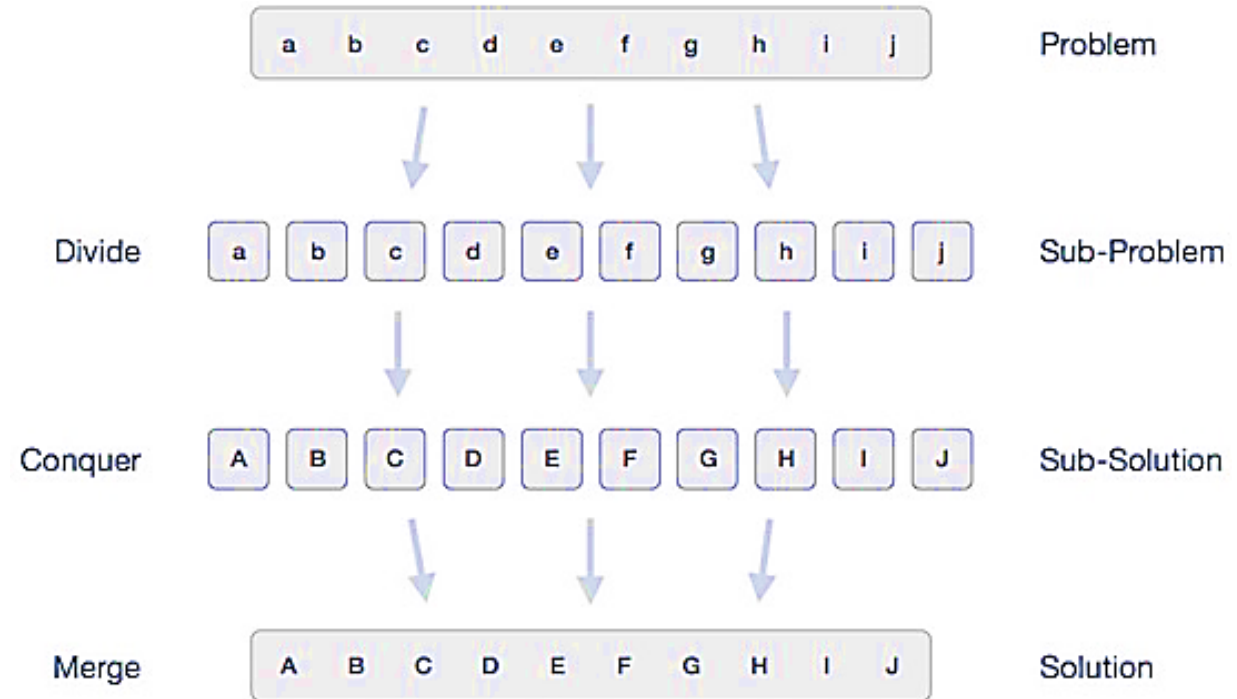 a b c d e f g h i j Problem
Divide a b c d e f g h i j Sub-Problem
Conquer A B C D E F G H I J Sub-Solution
Merge A B C D E F G H I J Solution